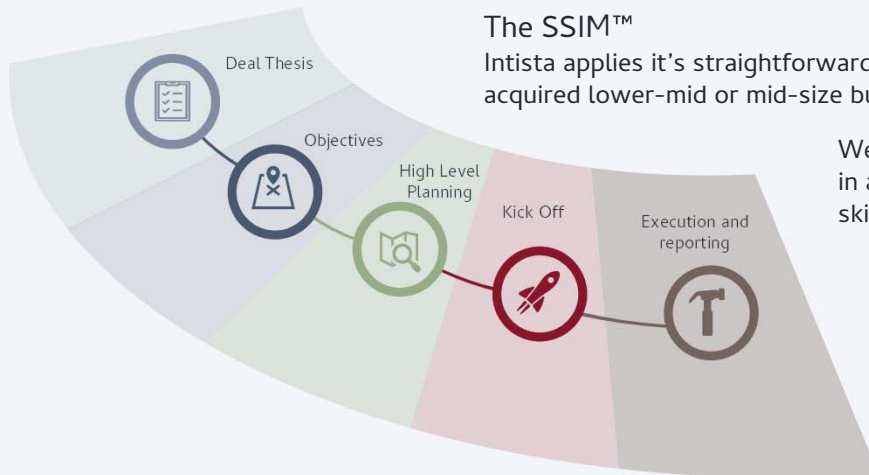 The SSIM™
Intista applies it's straightforward
acquired lower-mid or mid-size
We
in
Deal Thesis
Objectives
High Level
Planning
Kick Off
Execution and
reporting